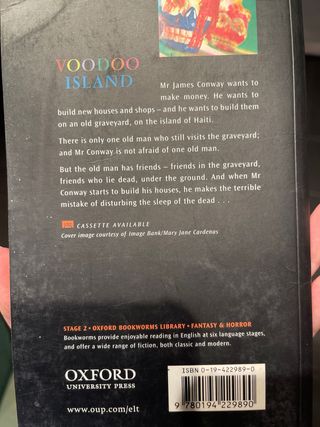 VOODOO
ISLAND
Mr James Conway wants to
make money. He wants to
build new houses and shops – and he wants to build them
on an old graveyard, on the island of Haiti.
There is only one old man who still visits the graveyard;
and Mr Conway is not afraid of one old man.
But the old man has friends – friends in the graveyard,
friends who lie dead, under the ground. And when Mr
Conway starts to build his houses, he makes the terrible
mistake of disturbing the sleep of the dead . . .
CASSETTE AVAILABLE
Cover image courtesy of Image Bank/Mary Jane Cardenas
STAGE 2 • OXFORD BOOKWORMS LIBRARY • FANTASY & HORROR
Bookworms provide enjoyable reading in English at six language stages,
and offer a wide range of fiction, both classic and modern.
OXFORD
UNIVERSITY PRESS
www.oup.com/elt
ISBN 0-19-422989-0
9 780194 229890